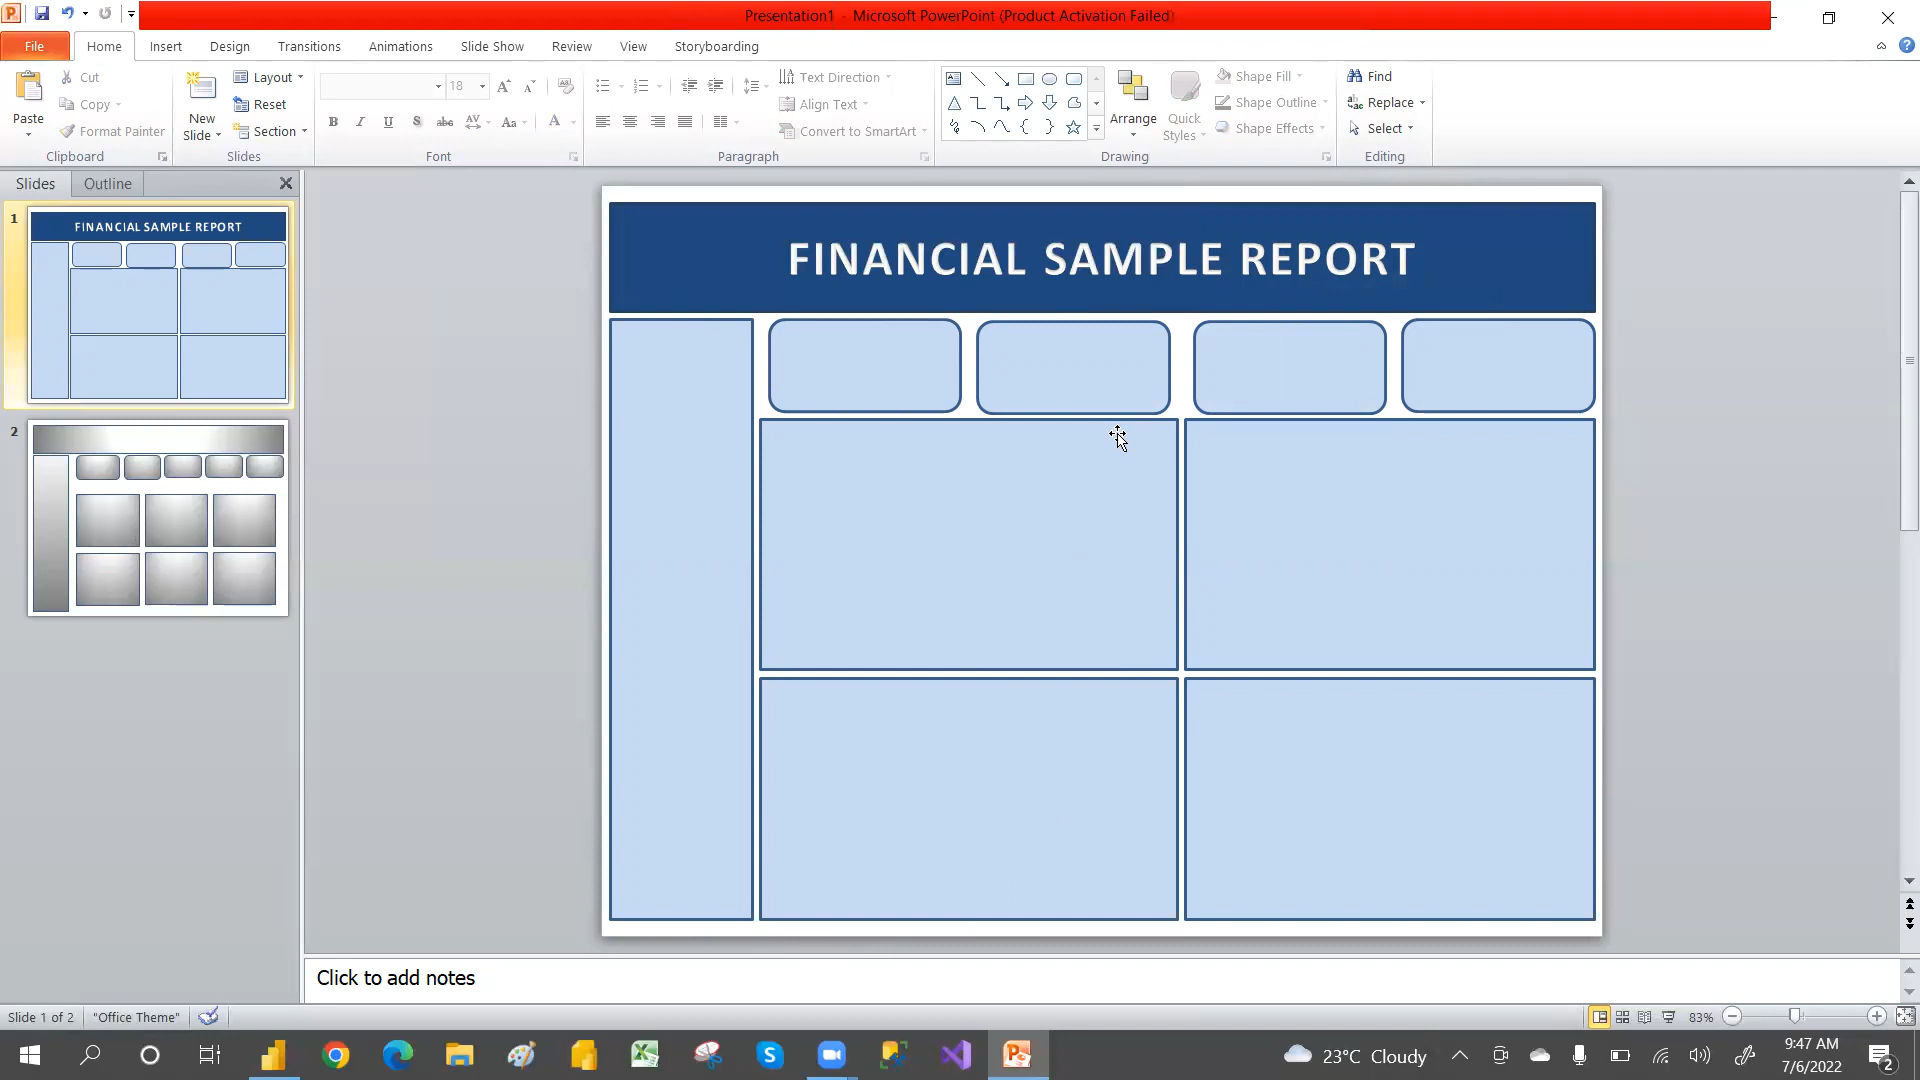 Presentation1 - Microsoft PowerPoint (Product Activation Failed)
File Home Insert Design Transitions Animations Slide Show Review View Storyboarding
Paste
Cut
Copy
Format Painter
Clipboard
New
Slide
Layout
Reset
Section
Slides
18
B I U S abc AV Aa A
Font
Text Direction
Align Text
Convert to SmartArt
Paragraph
Arrange
Quick
Styles
Shape Fill
Shape Outline
Shape Effects
Drawing
Find
Replace
Select
Editing
Slides Outline
1
FINANCIAL SAMPLE REPORT
2
FINANCIAL SAMPLE REPORT
Click to add notes
Slide 1 of 2 "Office Theme" 83%
23°C Cloudy
9:47 AM
7/6/2022
2